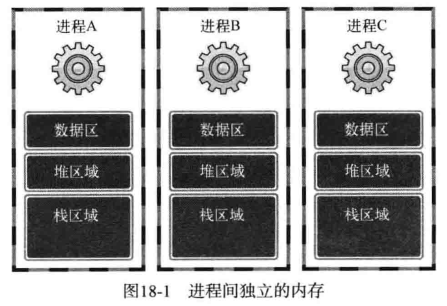 进程A 进程B 进程C
数据区 数据区 数据区
堆区域 堆区域 堆区域
栈区域 栈区域 栈区域
图18-1 进程间独立的内存